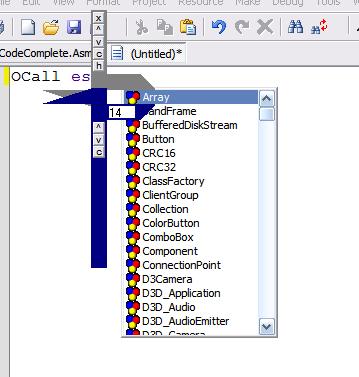 File Edit View Format Project Resource Make Debug
x
^
v
c
h
CodeComplete.Asm
(Untitled)*
OCall es
14
^
v
c
Array
BandFrame
BufferedDiskStream
Button
CRC16
CRC32
ClassFactory
ClientGroup
Collection
ColorButton
ComboBox
Component
ConnectionPoint
D3Camera
D3D_Application
D3D_Audio
D3D_AudioEmitter
D3D_Camera